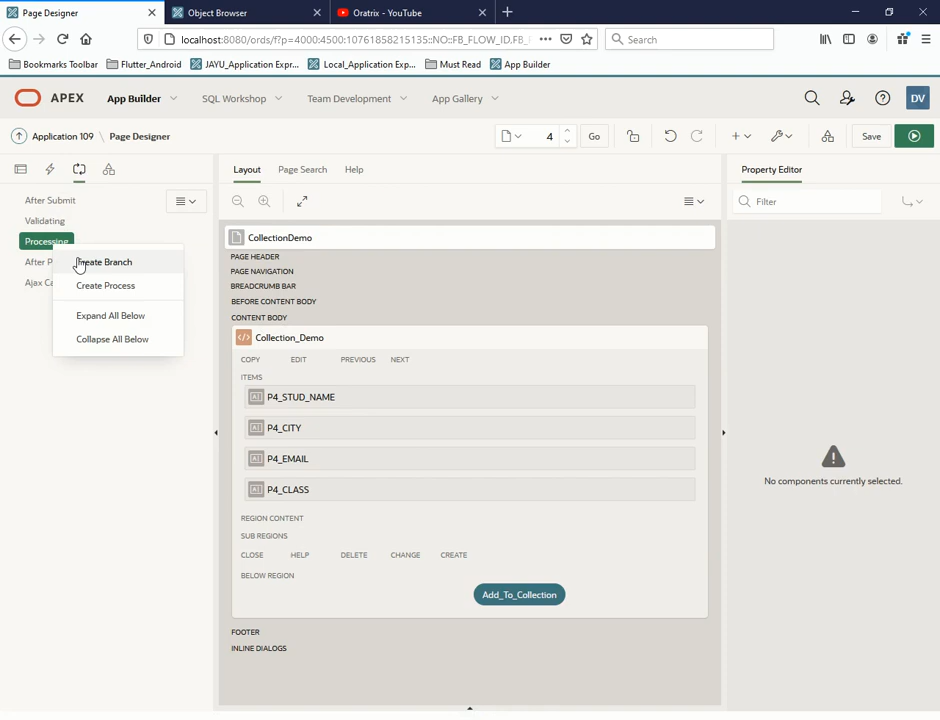 Page Designer
Object Browser
Oratrix - YouTube
localhost:8080/ords/f?p=4000:4500:10761858215135::NO::FB_FLOW_ID,FB_
Search
Bookmarks Toolbar
Flutter_Android
JAYU_Application Expr...
Local_Application Exp...
Must Read
App Builder
APEX
App Builder
SQL Workshop
Team Development
App Gallery
DV
Application 109 \ Page Designer
4
Go
Save
Layout
Page Search
Help
Property Editor
After Submit
Validating
Processing
After P
Ajax Ca
Create Branch
Create Process
Expand All Below
Collapse All Below
Filter
CollectionDemo
PAGE HEADER
PAGE NAVIGATION
BREADCRUMB BAR
BEFORE CONTENT BODY
CONTENT BODY
Collection_Demo
COPY EDIT PREVIOUS NEXT
ITEMS
P4_STUD_NAME
P4_CITY
P4_EMAIL
P4_CLASS
REGION CONTENT
SUB REGIONS
CLOSE HELP DELETE CHANGE CREATE
BELOW REGION
Add_To_Collection
FOOTER
INLINE DIALOGS
No components currently selected.